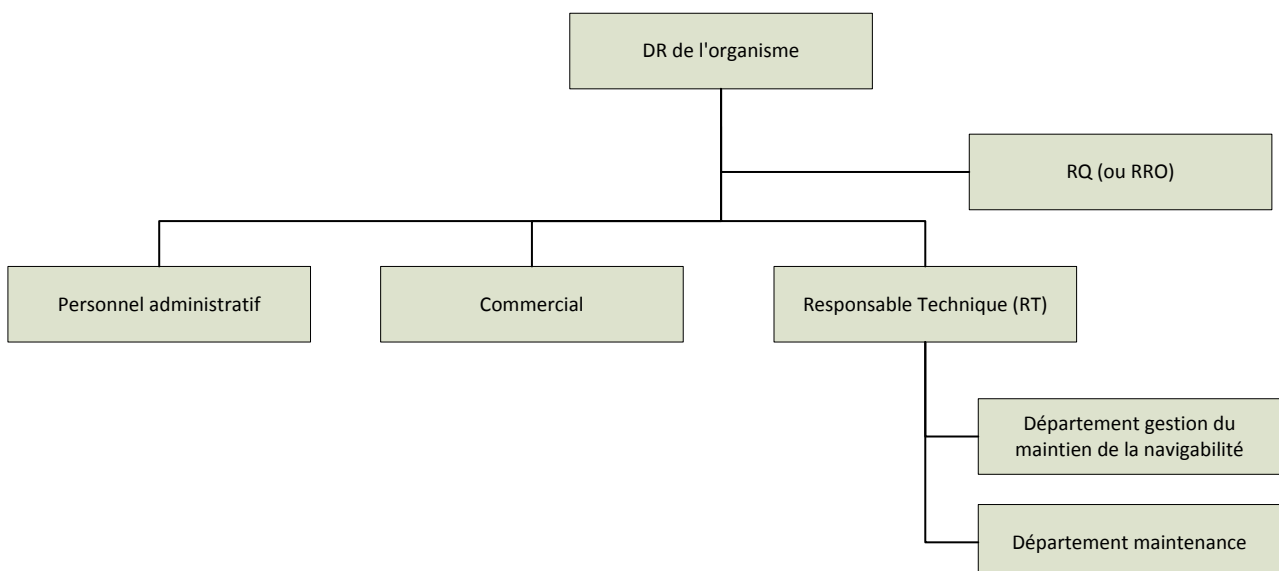 DR de l'organisme
RQ (ou RRO)
Personnel administratif
Commercial
Responsable Technique (RT)
Département gestion du
maintien de la navigabilité
Département maintenance